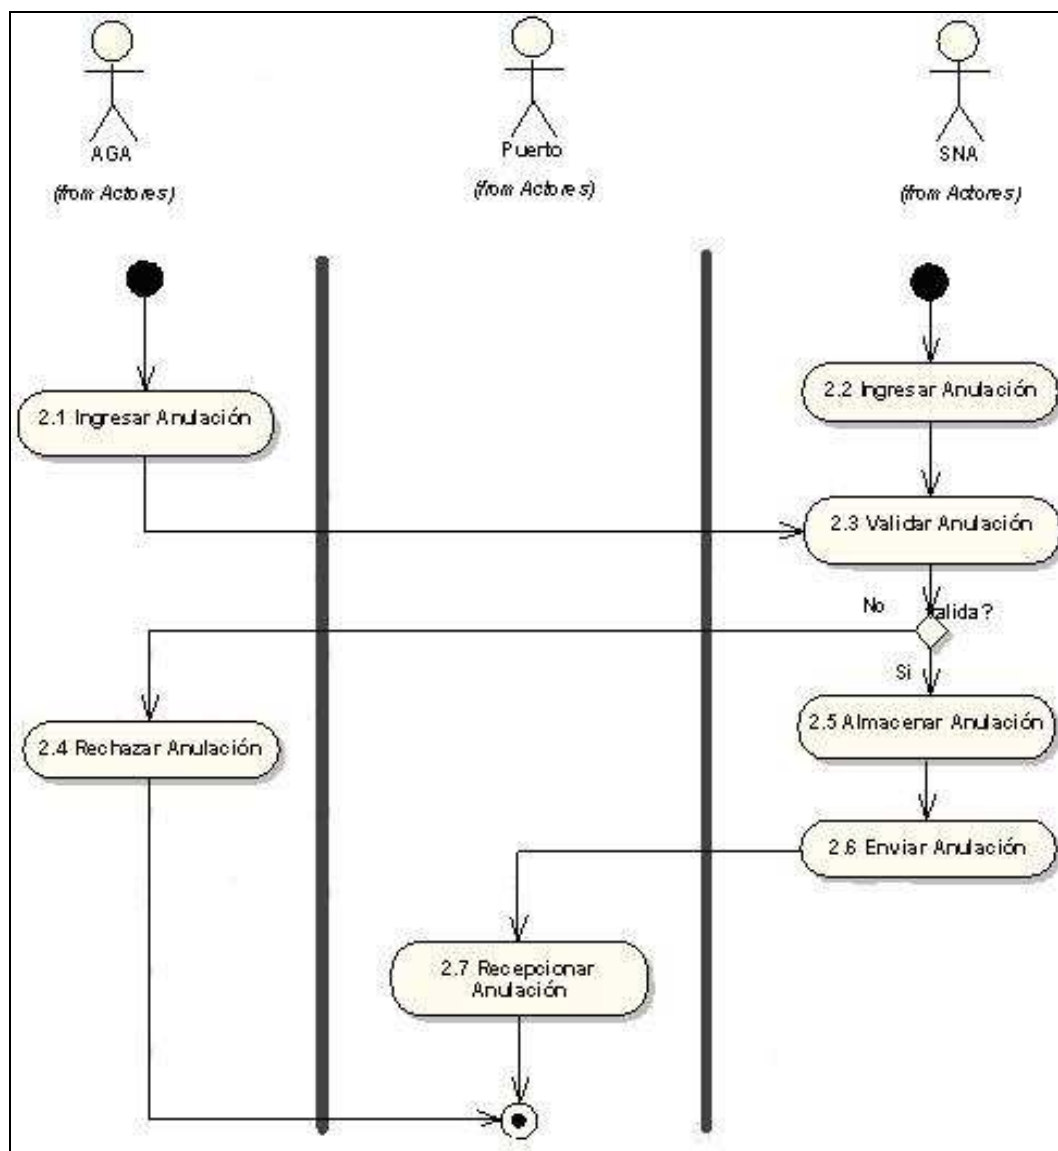 AGA
(from Actores)
Puerto
(from Actores)
SNA
(from Actores)
2.1 Ingresar Anulación
2.2 Ingresar Anulación
2.3 Validar Anulación
No
valida?
Si
2.4 Rechazar Anulación
2.5 Almacenar Anulación
2.6 Enviar Anulación
2.7 Recepcionar
Anulación